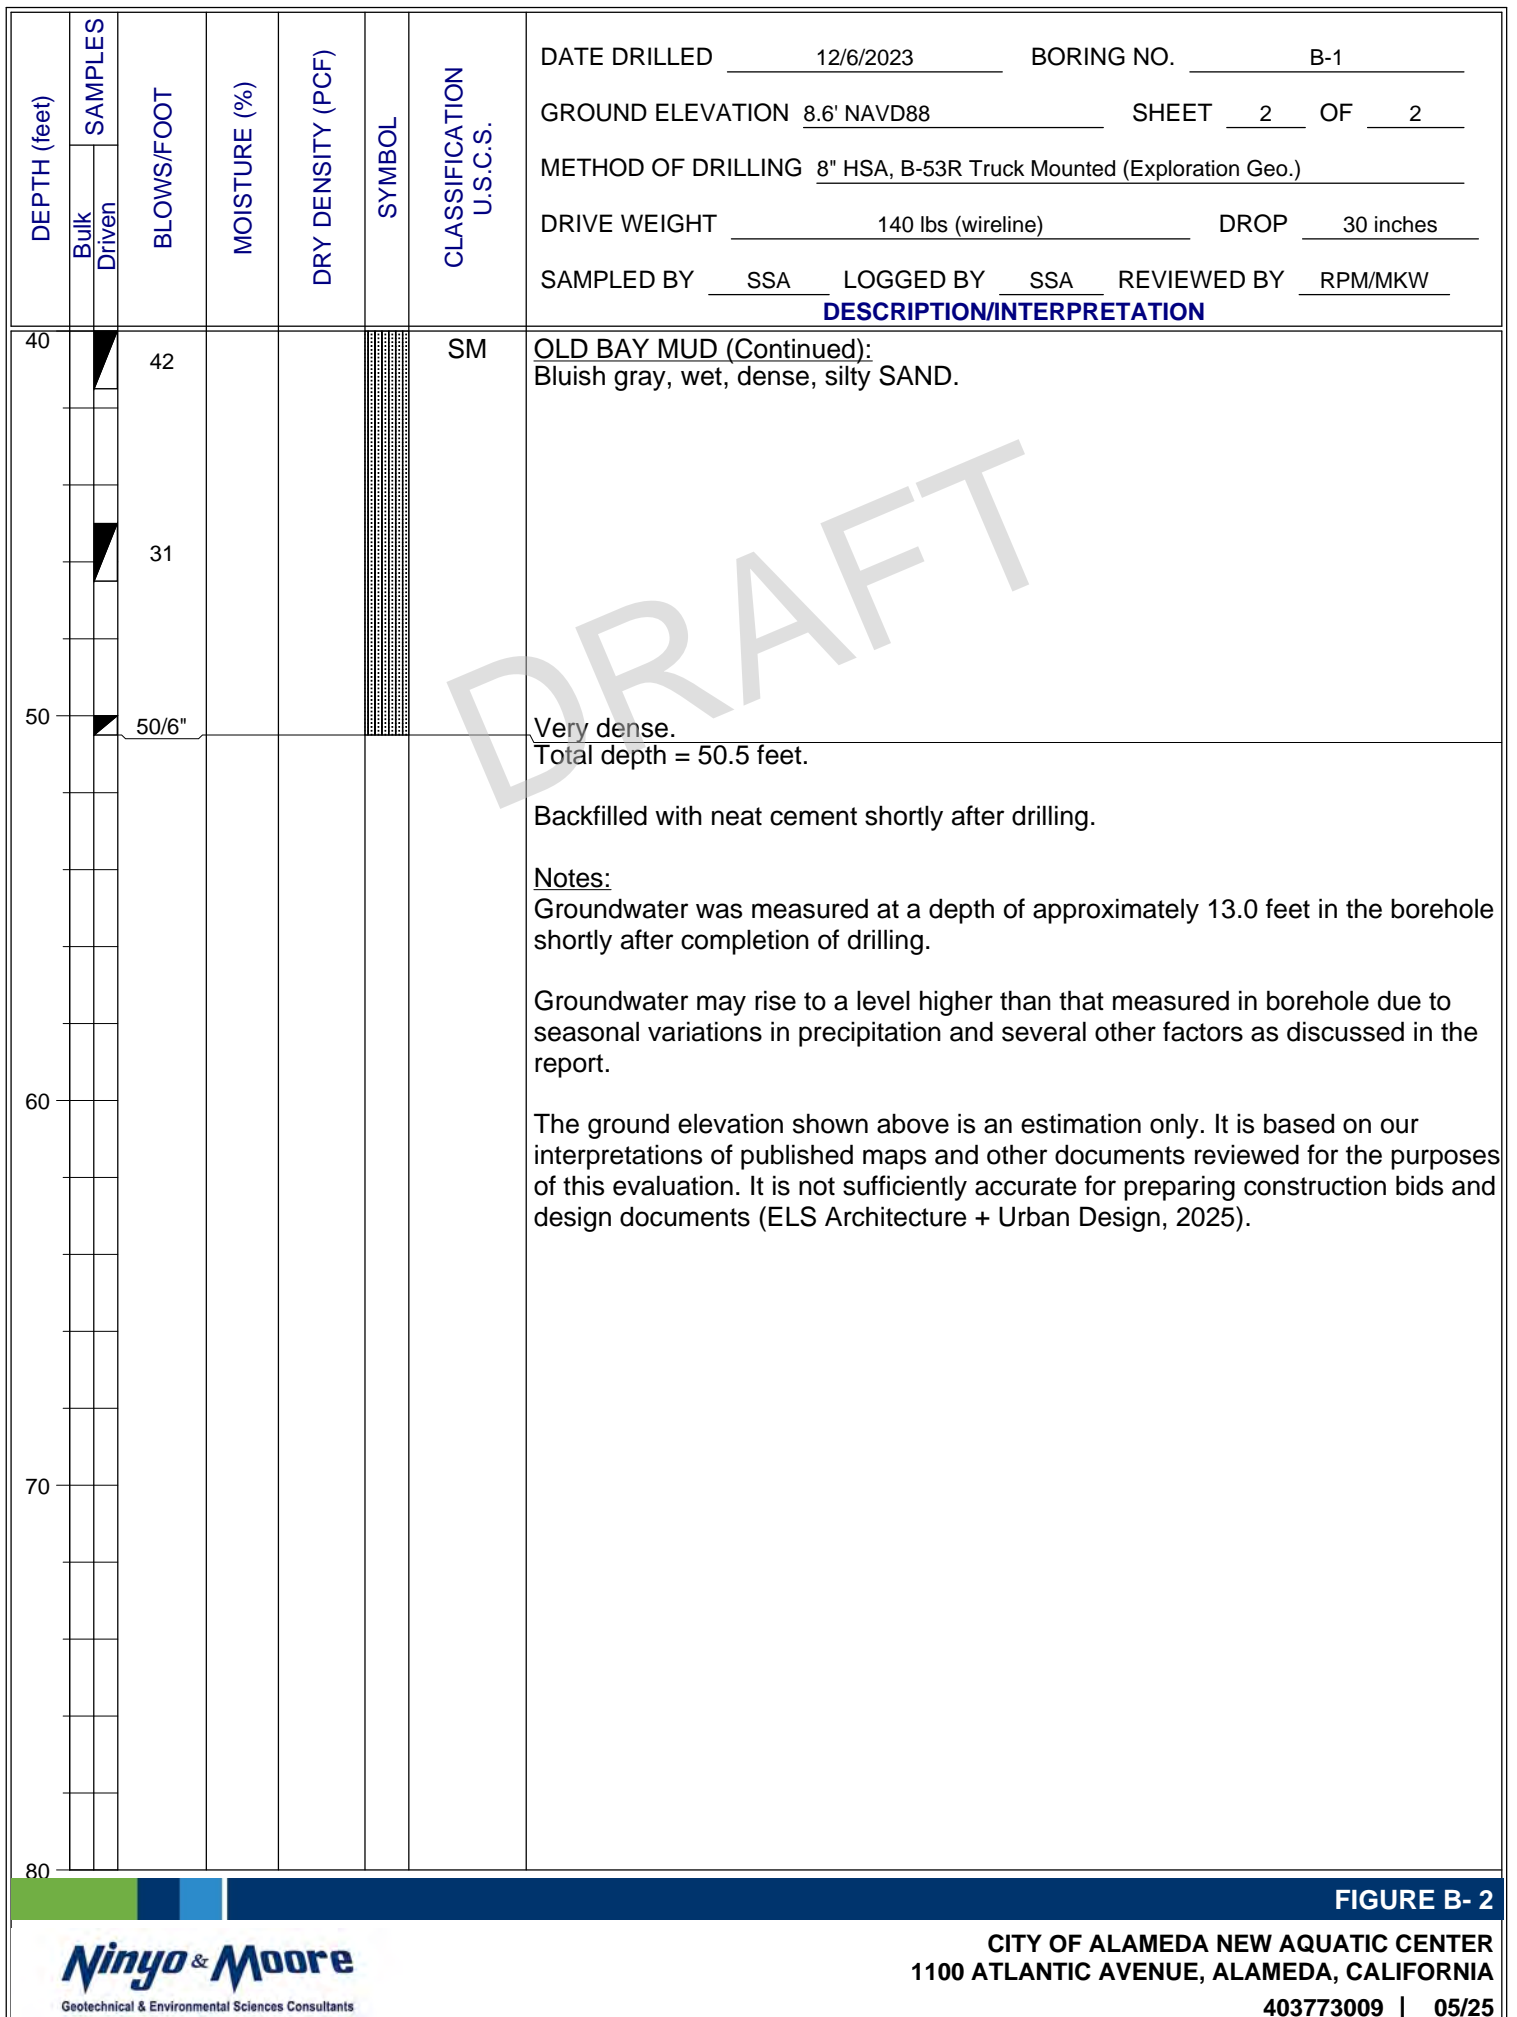 DEPTH (feet)
SAMPLES
Bulk
Driven
BLOWS/FOOT
MOISTURE (%)
DRY DENSITY (PCF)
SYMBOL
CLASSIFICATION
U.S.C.S.
DATE DRILLED 12/6/2023 BORING NO. B-1
GROUND ELEVATION 8.6' NAVD88 SHEET 2 OF 2
METHOD OF DRILLING 8" HSA, B-53R Truck Mounted (Exploration Geo.)
DRIVE WEIGHT 140 lbs (wireline) DROP 30 inches
SAMPLED BY SSA LOGGED BY SSA REVIEWED BY RPM/MKW
DESCRIPTION/INTERPRETATION
40 42 SM OLD BAY MUD (Continued):
Bluish gray, wet, dense, silty SAND.
31
DRAFT
50 50/6" Very dense.
Total depth = 50.5 feet.
Backfilled with neat cement shortly after drilling.
Notes:
Groundwater was measured at a depth of approximately 13.0 feet in the borehole
shortly after completion of drilling.
Groundwater may rise to a level higher than that measured in borehole due to
seasonal variations in precipitation and several other factors as discussed in the
report.
60
The ground elevation shown above is an estimation only. It is based on our
interpretations of published maps and other documents reviewed for the purposes
of this evaluation. It is not sufficiently accurate for preparing construction bids and
design documents (ELS Architecture + Urban Design, 2025).
70
80
FIGURE B- 2
Ninyo & Moore
Geotechnical & Environmental Sciences Consultants
CITY OF ALAMEDA NEW AQUATIC CENTER
1100 ATLANTIC AVENUE, ALAMEDA, CALIFORNIA
403773009 | 05/25